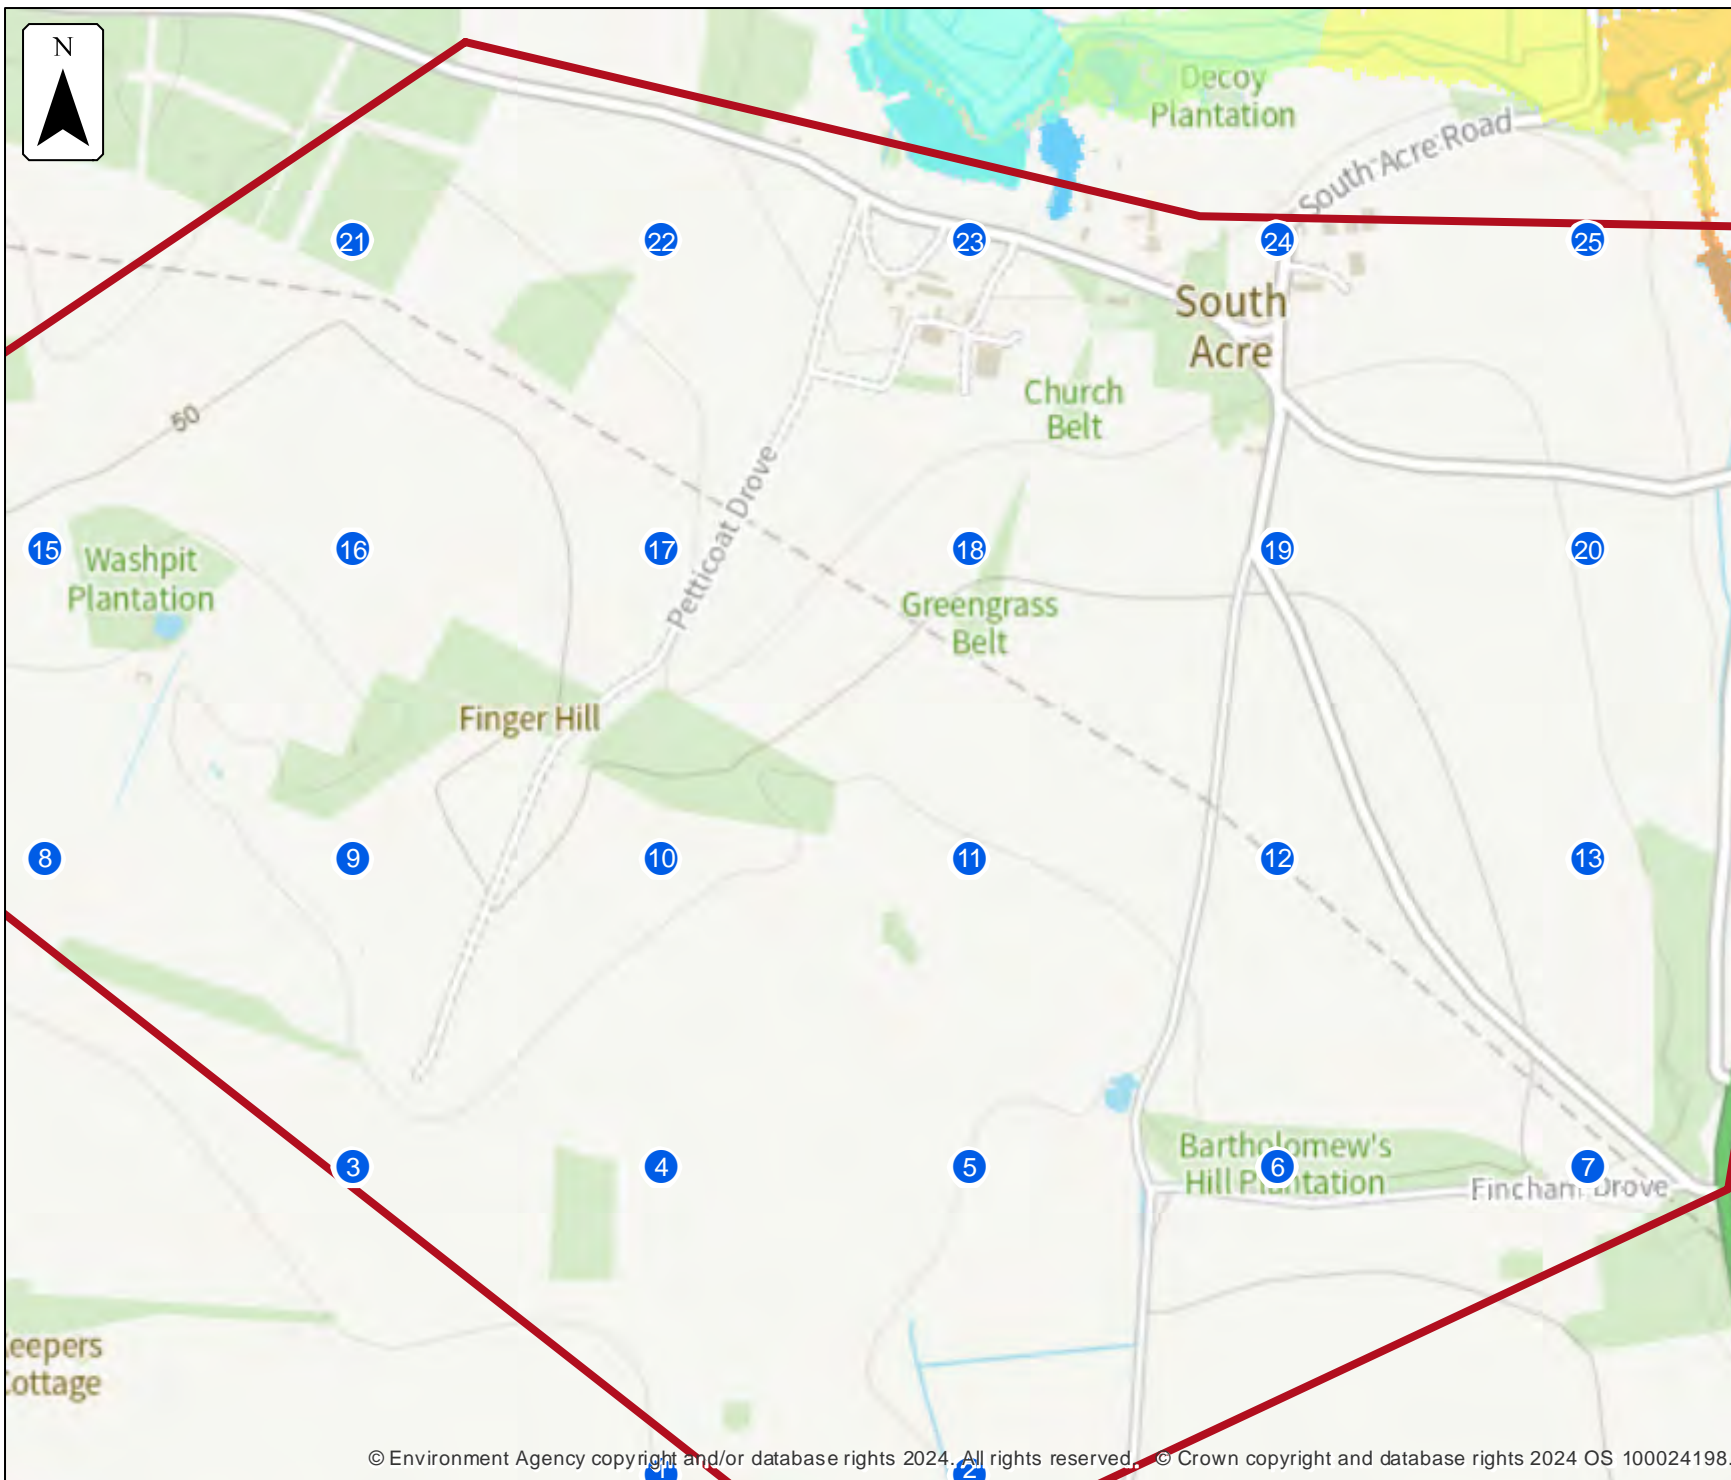 N
Decoy
Plantation
South Acre Road
21
22
23
24
25
South
Acre
Church
Belt
50
Petticoat Drove
15
16
17
18
19
20
Washpit
Plantation
Greengrass
Belt
Finger Hill
8
9
10
11
12
13
Bartholomew's
Hill Plantation
3
4
5
6
7
Fincham Drove
eepers
ottage
© Environment Agency copyright and/or database rights 2024. All rights reserved. © Crown copyright and database rights 2024 OS 100024198.
1
2